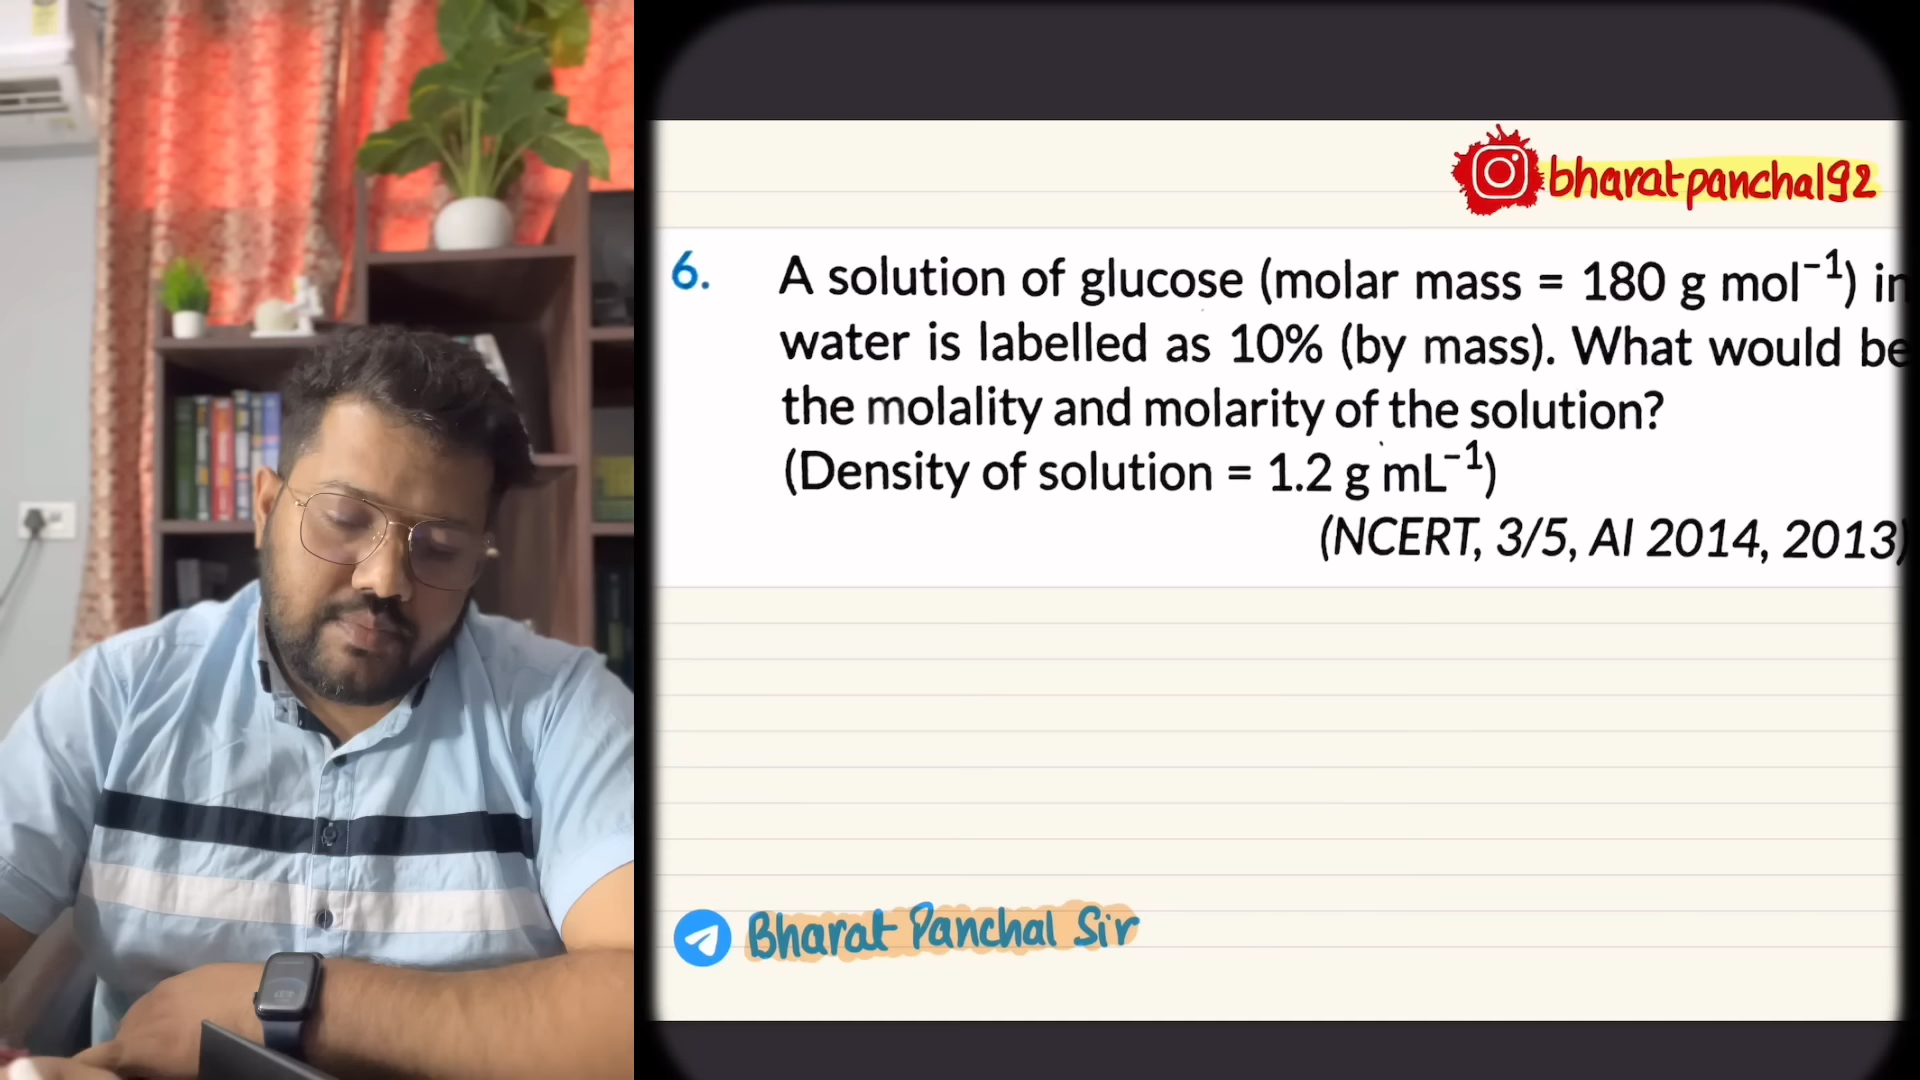 bharatpanchal92
6. A solution of glucose (molar mass = 180 g mol⁻¹) in
water is labelled as 10% (by mass). What would be
the molality and molarity of the solution?
(Density of solution = 1.2 g mL⁻¹)
(NCERT, 3/5, AI 2014, 2013)
Bharat Panchal Sir